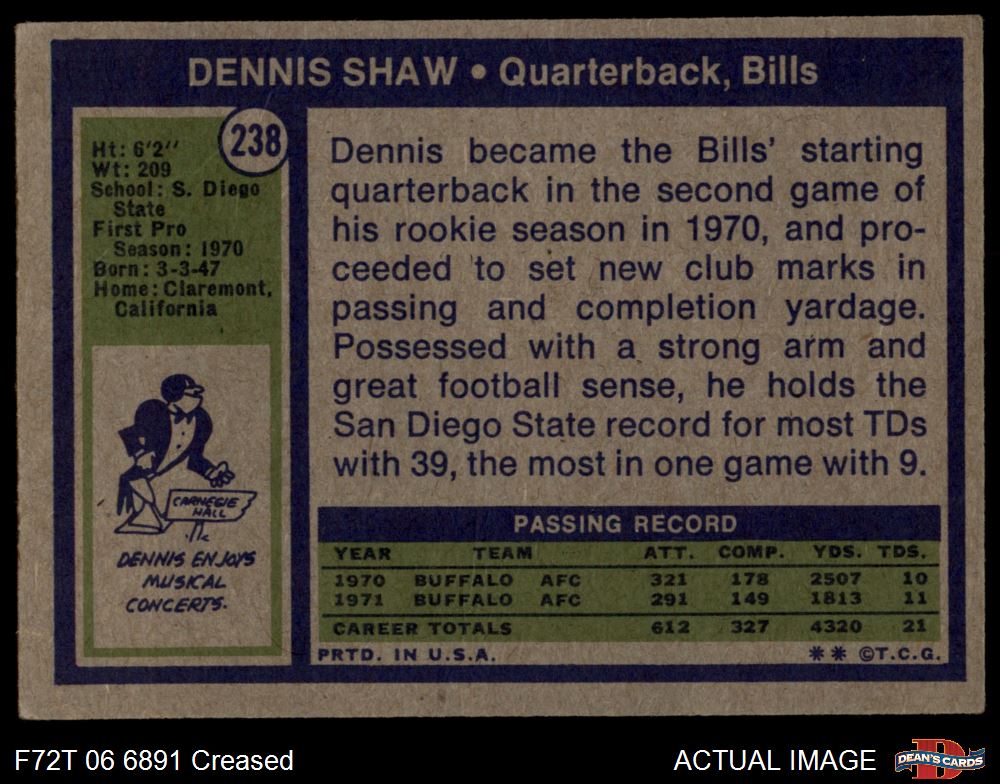 DENNIS SHAW • Quarterback, Bills
238
Ht: 6'2''
Wt: 209
School: S. Diego
State
First Pro
Season: 1970
Born: 3-3-47
Home: Claremont,
California
CARNEGIE
HALL
DENNIS ENJOYS
MUSICAL
CONCERTS.
Dennis became the Bills' starting
quarterback in the second game of
his rookie season in 1970, and pro-
ceeded to set new club marks in
passing and completion yardage.
Possessed with a strong arm and
great football sense, he holds the
San Diego State record for most TDs
with 39, the most in one game with 9.
PASSING RECORD
YEAR TEAM ATT. COMP. YDS. TDS.
1970 BUFFALO AFC 321 178 2507 10
1971 BUFFALO AFC 291 149 1813 11
CAREER TOTALS 612 327 4320 21
PRTD. IN U.S.A. ** ©T.C.G.
F72T 06 6891 Creased
ACTUAL IMAGE
D
DEAN'S CARDS